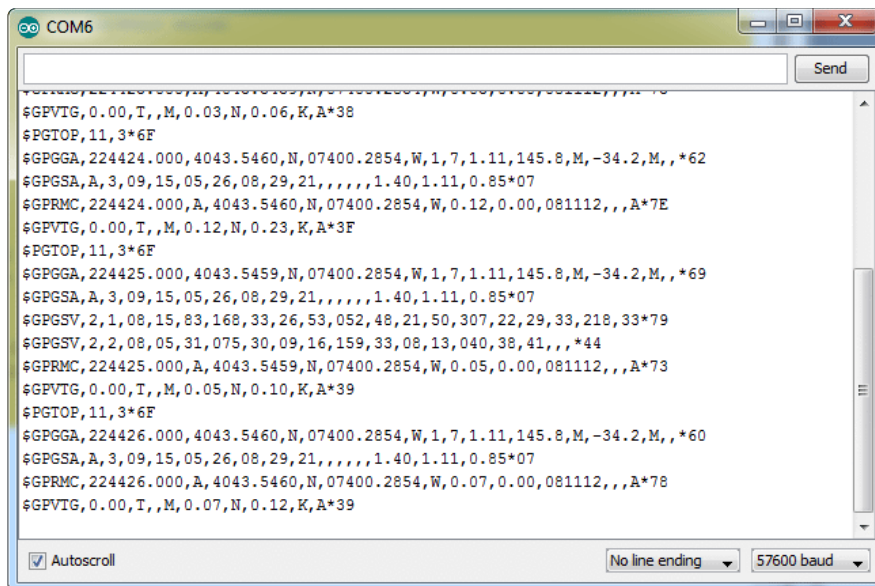 COM6
Send
$GPVTG,0.00,T,,M,0.03,N,0.06,K,A*38
$PGTOP,11,3*6F
$GPGGA,224424.000,4043.5460,N,07400.2854,W,1,7,1.11,145.8,M,-34.2,M,,*62
$GPGSA,A,3,09,15,05,26,08,29,21,,,,,,1.40,1.11,0.85*07
$GPRMC,224424.000,A,4043.5460,N,07400.2854,W,0.12,0.00,081112,,,A*7E
$GPVTG,0.00,T,,M,0.12,N,0.23,K,A*3F
$PGTOP,11,3*6F
$GPGGA,224425.000,4043.5459,N,07400.2854,W,1,7,1.11,145.8,M,-34.2,M,,*69
$GPGSA,A,3,09,15,05,26,08,29,21,,,,,,1.40,1.11,0.85*07
$GPGSV,2,1,08,15,83,168,33,26,53,052,48,21,50,307,22,29,33,218,33*79
$GPGSV,2,2,08,05,31,075,30,09,16,159,33,08,13,040,38,41,,,*44
$GPRMC,224425.000,A,4043.5459,N,07400.2854,W,0.05,0.00,081112,,,A*73
$GPVTG,0.00,T,,M,0.05,N,0.10,K,A*39
$PGTOP,11,3*6F
$GPGGA,224426.000,4043.5460,N,07400.2854,W,1,7,1.11,145.8,M,-34.2,M,,*60
$GPGSA,A,3,09,15,05,26,08,29,21,,,,,,1.40,1.11,0.85*07
$GPRMC,224426.000,A,4043.5460,N,07400.2854,W,0.07,0.00,081112,,,A*78
$GPVTG,0.00,T,,M,0.07,N,0.12,K,A*39
Autoscroll
No line ending
57600 baud